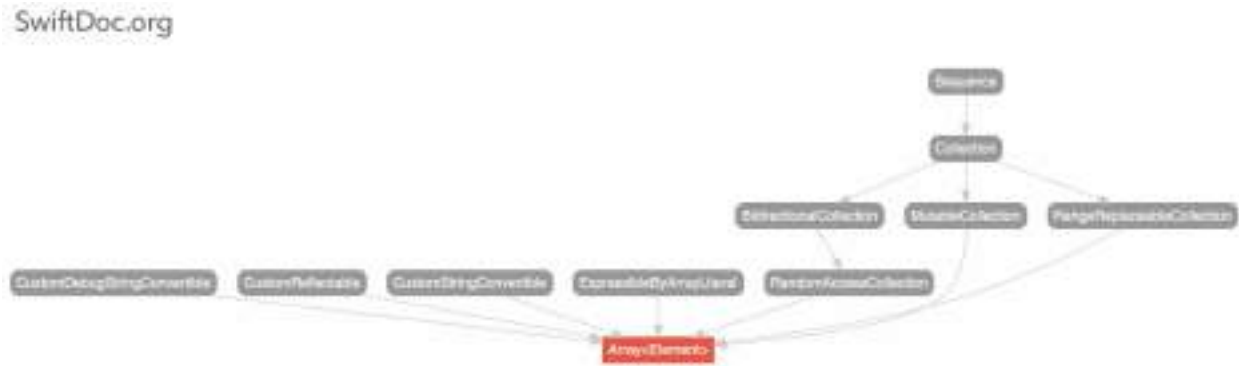 SwiftDoc.org
Sequence
Collection
BidirectionalCollection MutableCollection RangeReplaceableCollection
CustomDebugStringConvertible CustomReflectable CustomStringConvertible ExpressibleByArrayLiteral RandomAccessCollection
Array<Element>